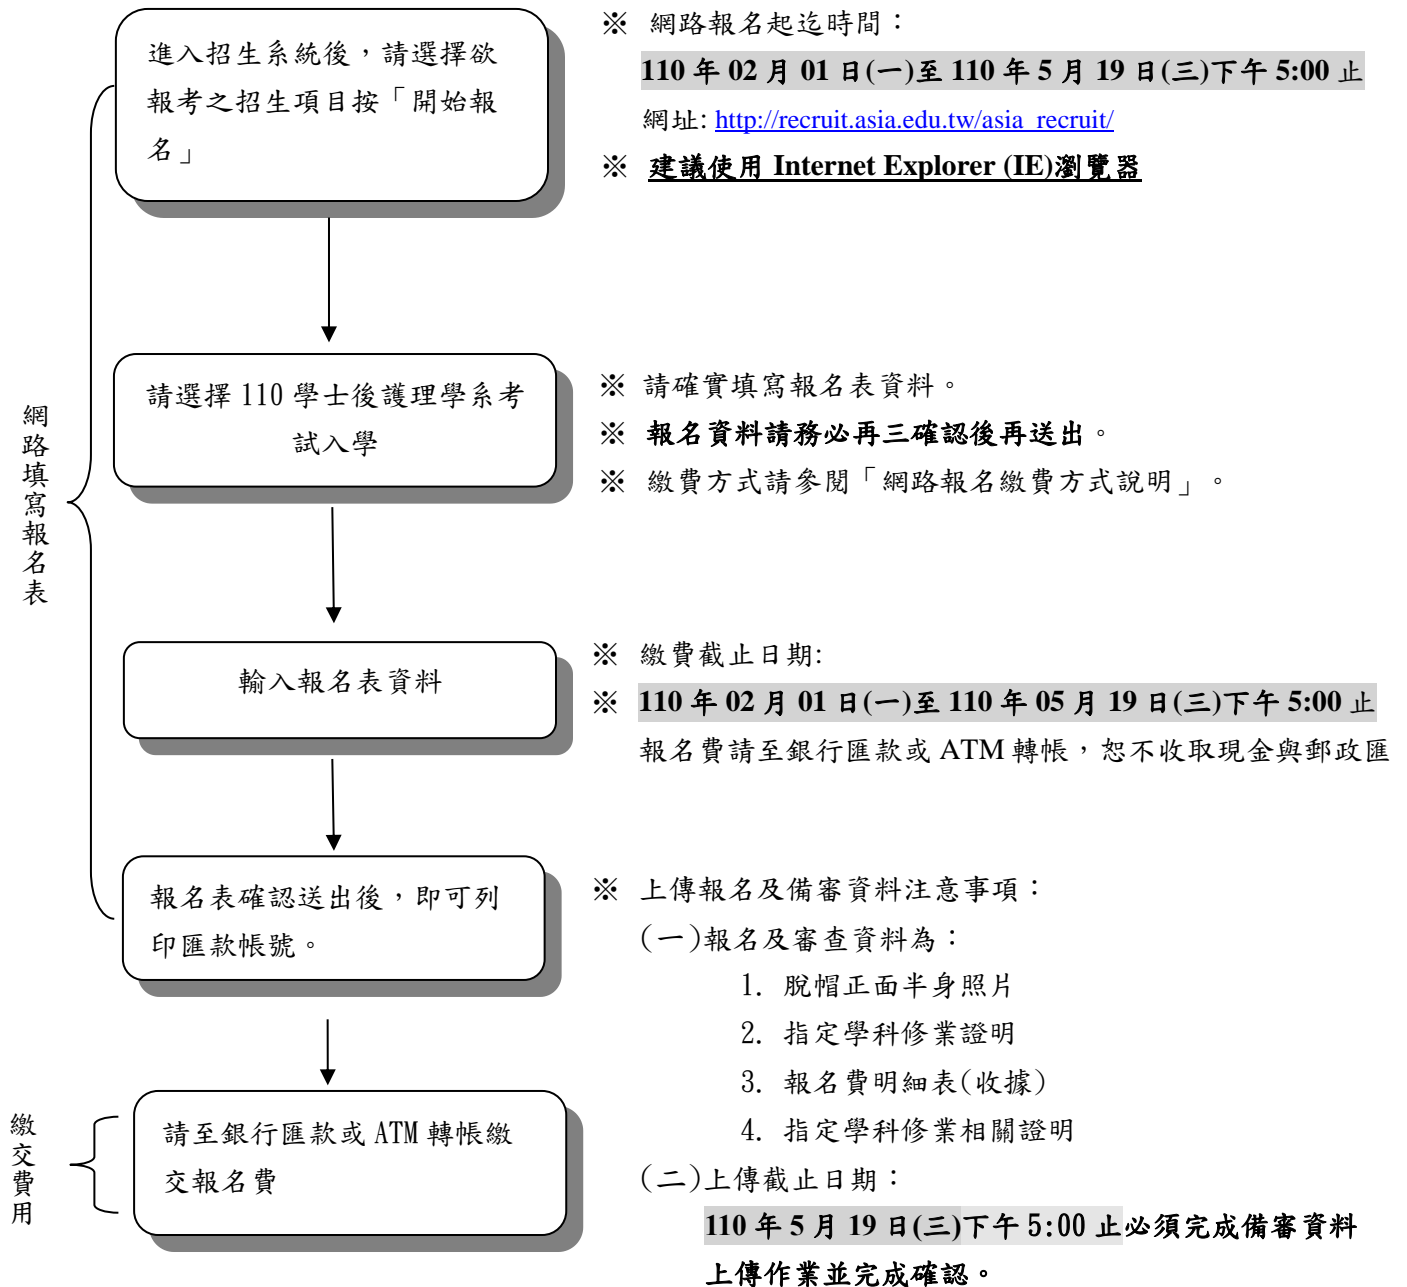 進入招生系統後，請選擇欲
報考之招生項目按「開始報
名」
※ 網路報名起迄時間：
110 年 02 月 01 日(一)至 110 年 5 月 19 日(三)下午 5:00 止
網址: http://recruit.asia.edu.tw/asia_recruit/
※ 建議使用 Internet Explorer (IE)瀏覽器
網路填寫報名表
請選擇 110 學士後護理學系考
試入學
※ 請確實填寫報名表資料。
※ 報名資料請務必再三確認後再送出。
※ 繳費方式請參閱「網路報名繳費方式說明」。
輸入報名表資料
※ 繳費截止日期:
※ 110 年 02 月 01 日(一)至 110 年 05 月 19 日(三)下午 5:00 止
報名費請至銀行匯款或 ATM 轉帳，恕不收取現金與郵政匯
報名表確認送出後，即可列
印匯款帳號。
※ 上傳報名及備審資料注意事項：
(一)報名及審查資料為：
1. 脫帽正面半身照片
2. 指定學科修業證明
3. 報名費明細表(收據)
4. 指定學科修業相關證明
繳交費用
請至銀行匯款或 ATM 轉帳繳
交報名費
(二)上傳截止日期：
110 年 5 月 19 日(三)下午 5:00 止必須完成備審資料
上傳作業並完成確認。